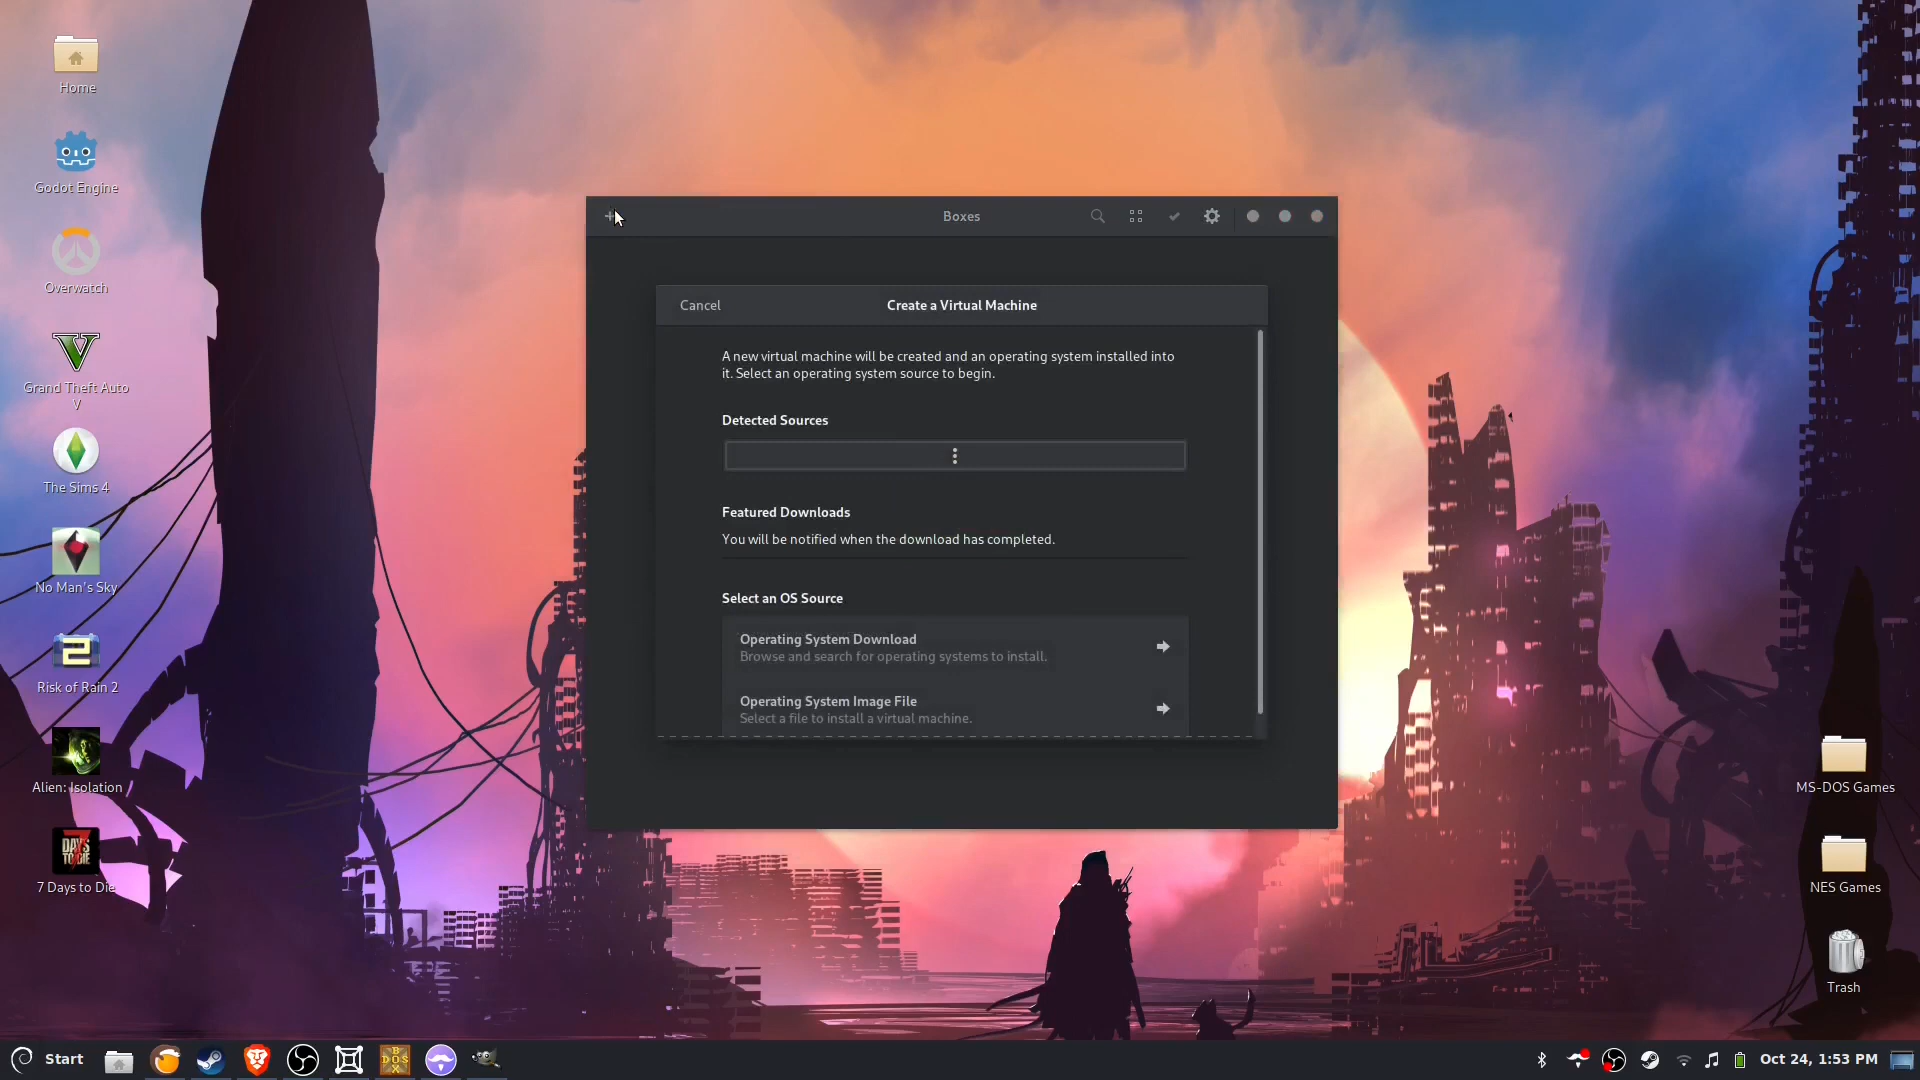 Home
Godot Engine
Overwatch
Grand Theft Auto
V
The Sims 4
No Man's Sky
Risk of Rain 2
Alien: Isolation
7 Days to Die
Boxes
Cancel
Create a Virtual Machine
A new virtual machine will be created and an operating system installed into
it. Select an operating system source to begin.
Detected Sources
Featured Downloads
You will be notified when the download has completed.
Select an OS Source
Operating System Download
Browse and search for operating systems to install.
Operating System Image File
Select a file to install a virtual machine.
MS-DOS Games
NES Games
Trash
Start
Oct 24, 1:53 PM